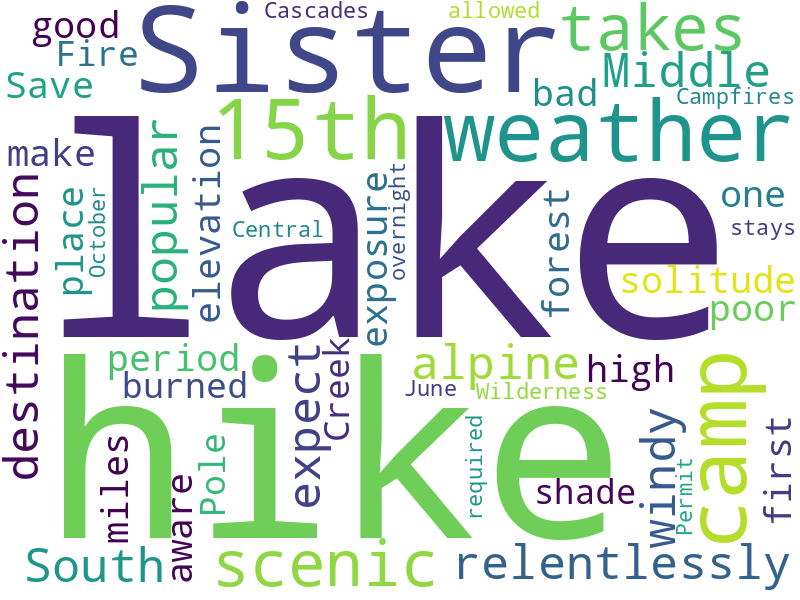 good
Sister
Cascades
allowed
takes
Fire
Save
Middle
bad
Campfires
15th
weather
make
popular
elevation
lake
exposure
overnight
one
place
October
Central
forest
stays
destination
solitude
poor
period
burned
expect
Creek
alpine
high
June
Wilderness
hike
camp
miles
Pole
required
shade
windy
Permit
first
aware
South
scenic
relentlessly